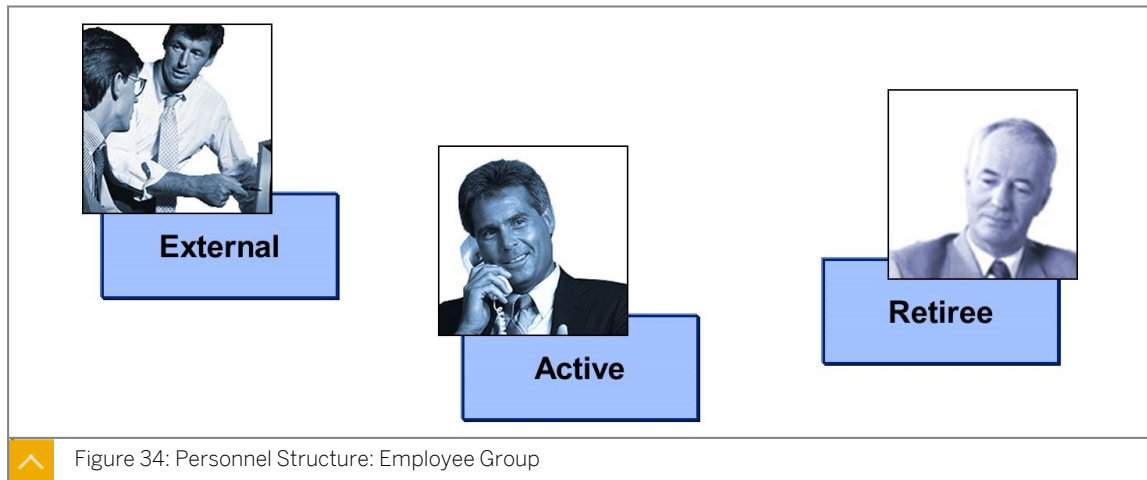 External
Active
Retiree
Figure 34: Personnel Structure: Employee Group